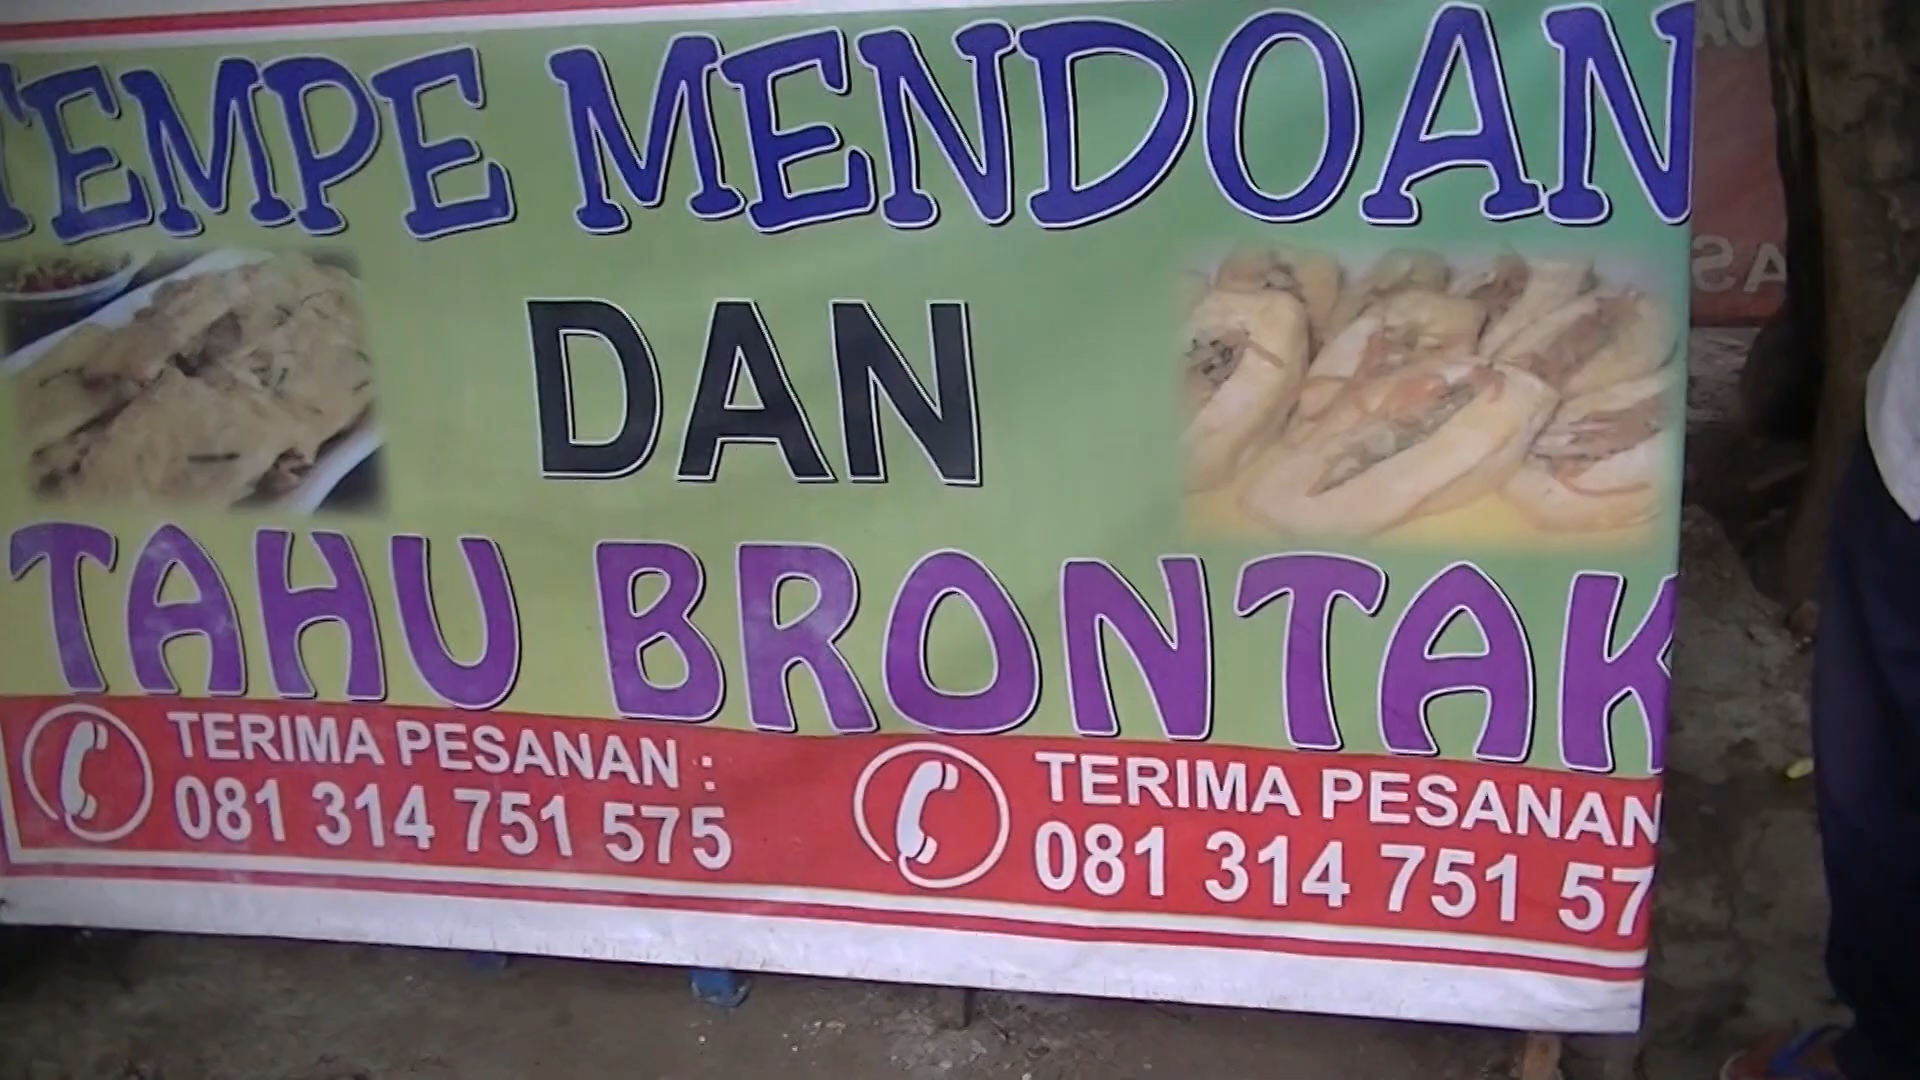 TEMPE MENDOAN
DAN
TAHU BRONTAK
TERIMA PESANAN :
081 314 751 575
TERIMA PESANAN
081 314 751 57